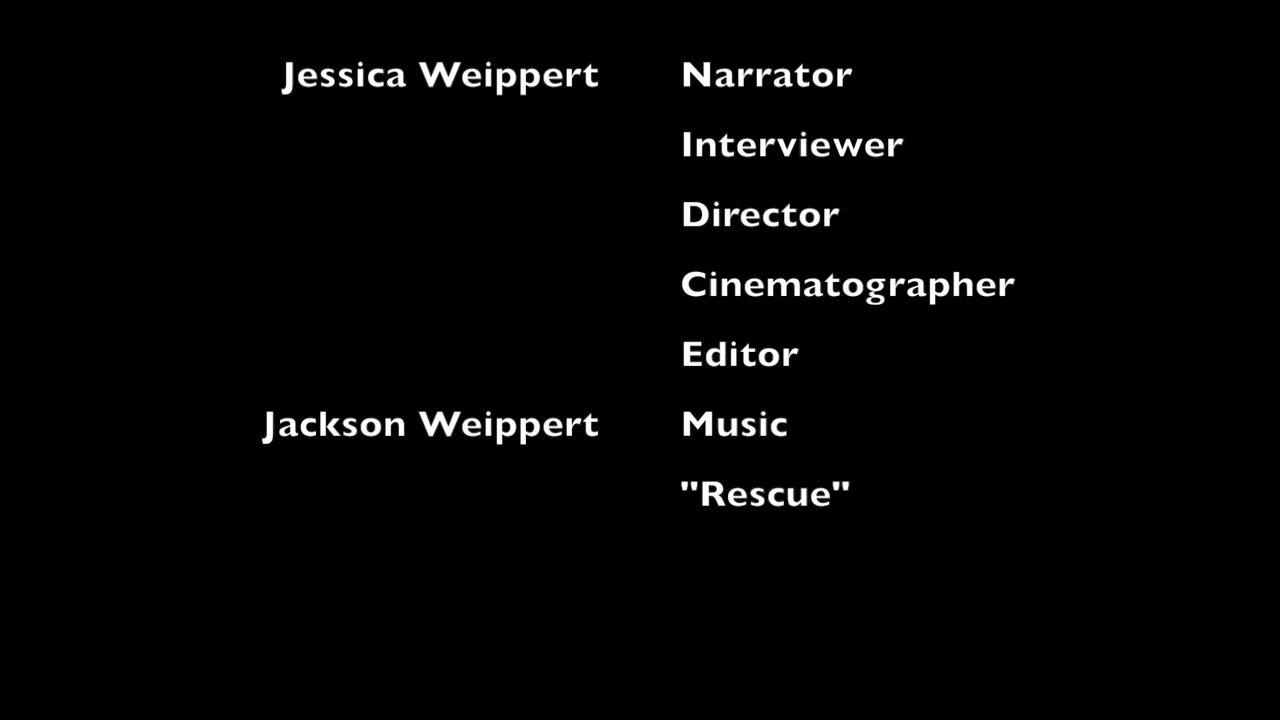 Jessica Weippert Narrator
Interviewer
Director
Cinematographer
Editor
Jackson Weippert Music
"Rescue"